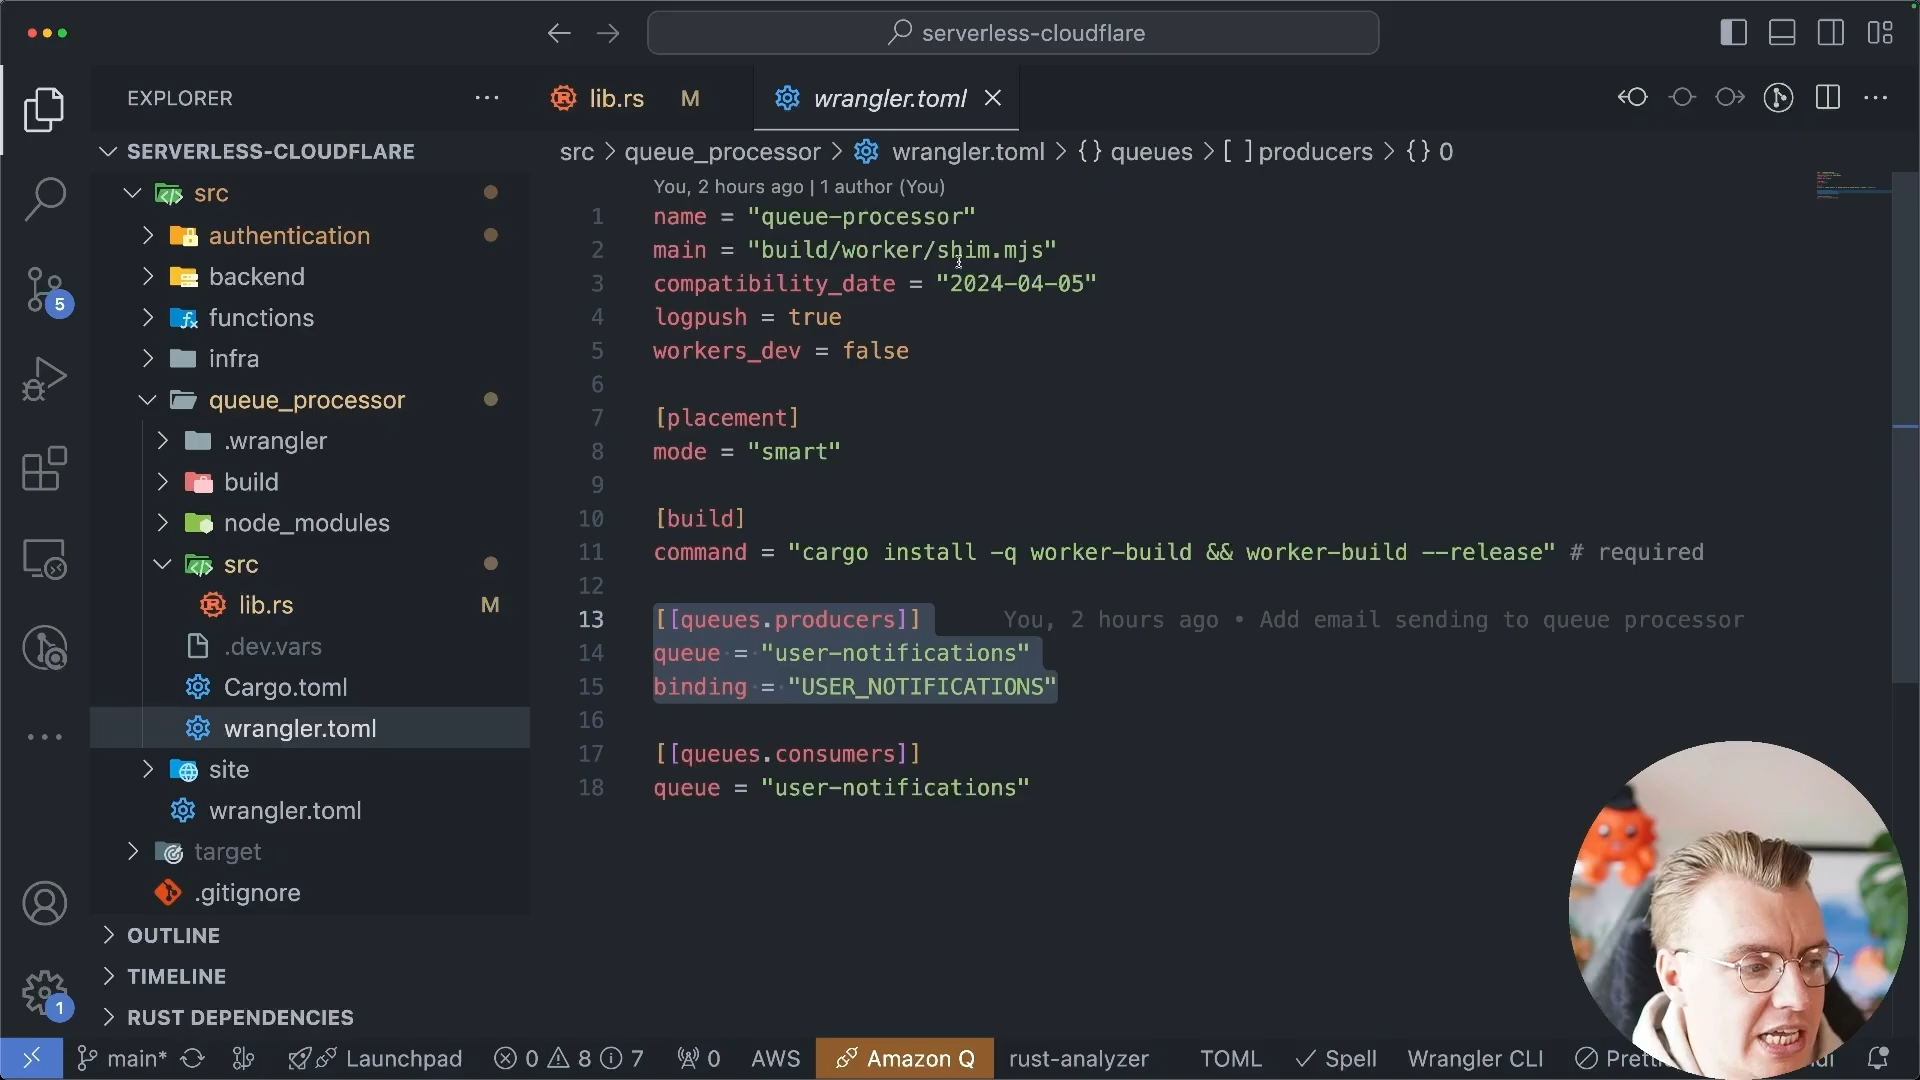 serverless-cloudflare
EXPLORER
lib.rs M
wrangler.toml
SERVERLESS-CLOUDFLARE
src
authentication
backend
functions
infra
queue_processor
.wrangler
build
node_modules
src
lib.rs M
.dev.vars
Cargo.toml
wrangler.toml
site
wrangler.toml
target
.gitignore
OUTLINE
TIMELINE
RUST DEPENDENCIES
5
1
src > queue_processor > wrangler.toml > {} queues > [ ] producers > {} 0
You, 2 hours ago | 1 author (You)
1 name = "queue-processor"
2 main = "build/worker/shim.mjs"
3 compatibility_date = "2024-04-05"
4 logpush = true
5 workers_dev = false
6
7 [placement]
8 mode = "smart"
9
10 [build]
11 command = "cargo install -q worker-build && worker-build --release" # required
12
13 [[queues.producers]] You, 2 hours ago • Add email sending to queue processor
14 queue = "user-notifications"
15 binding = "USER_NOTIFICATIONS"
16
17 [[queues.consumers]]
18 queue = "user-notifications"
main* Launchpad 0 8 7 0 AWS Amazon Q rust-analyzer TOML Spell Wrangler CLI